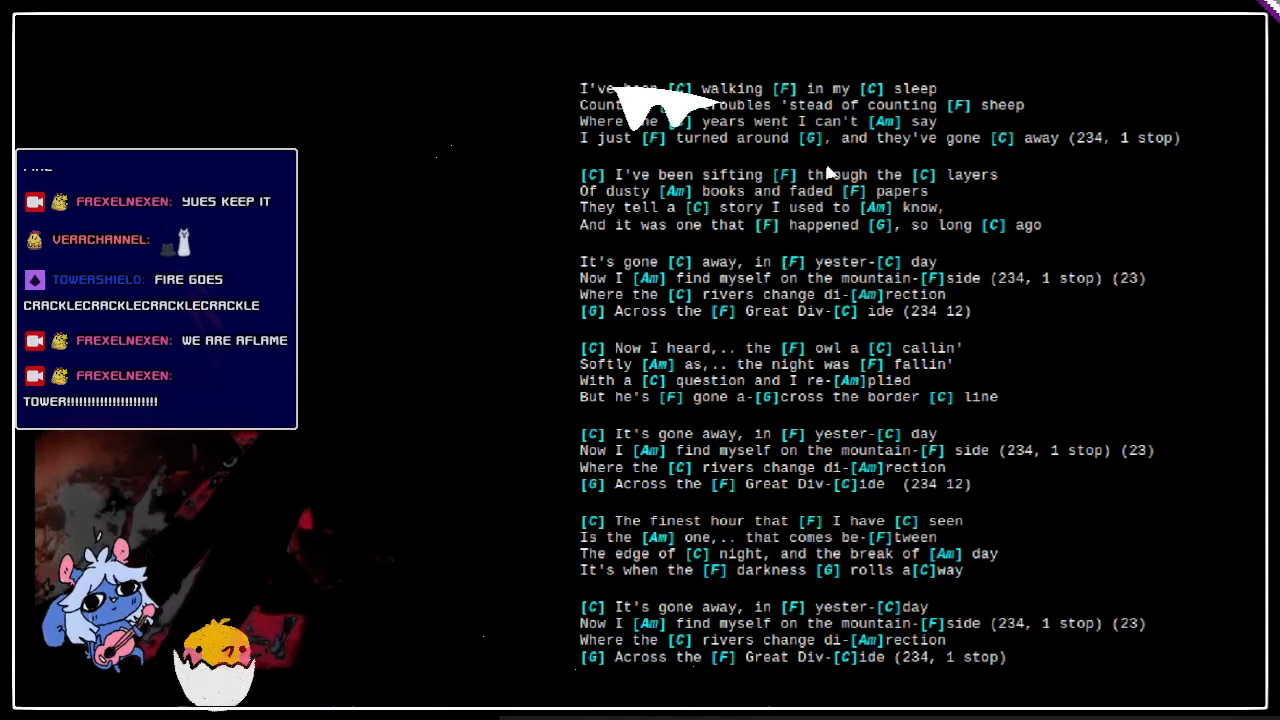 FREXELNEXEN: YUES KEEP IT
VERACHANNEL:
TOWERSHIELD: FIRE GOES
CRACKLECRACKLECRACKLECRACKLE
FREXELNEXEN: WE ARE AFLAME
FREXELNEXEN:
TOWER!!!!!!!!!!!!!!!!!!!!!!
I've [C] walking [F] in my [C] sleep
'stead of counting [F] sheep
Where years went I can't [Am] say
I just [F] turned around [G], and they've gone [C] away (234, 1 stop)
[C] I've been sifting [F] through the [C] layers
Of dusty [Am] books and faded [F] papers
They tell a [C] story I used to [Am] know,
And it was one that [F] happened [G], so long [C] ago
It's gone [C] away, in [F] yester-[C] day
Now I [Am] find myself on the mountain-[F]side (234, 1 stop) (23)
Where the [C] rivers change di-[Am]rection
[G] Across the [F] Great Div-[C] ide (234 12)
[C] Now I heard,.. the [F] owl a [C] callin'
Softly [Am] as,.. the night was [F] fallin'
With a [C] question and I re-[Am]plied
But he's [F] gone a-[G]cross the border [C] line
[C] It's gone away, in [F] yester-[C] day
Now I [Am] find myself on the mountain-[F] side (234, 1 stop) (23)
Where the [C] rivers change di-[Am]rection
[G] Across the [F] Great Div-[C]ide  (234 12)
[C] The finest hour that [F] I have [C] seen
Is the [Am] one,.. that comes be-[F]tween
The edge of [C] night, and the break of [Am] day
It's when the [F] darkness [G] rolls a[C]way
[C] It's gone away, in [F] yester-[C]day
Now I [Am] find myself on the mountain-[F]side (234, 1 stop) (23)
Where the [C] rivers change di-[Am]rection
[G] Across the [F] Great Div-[C]ide (234, 1 stop)